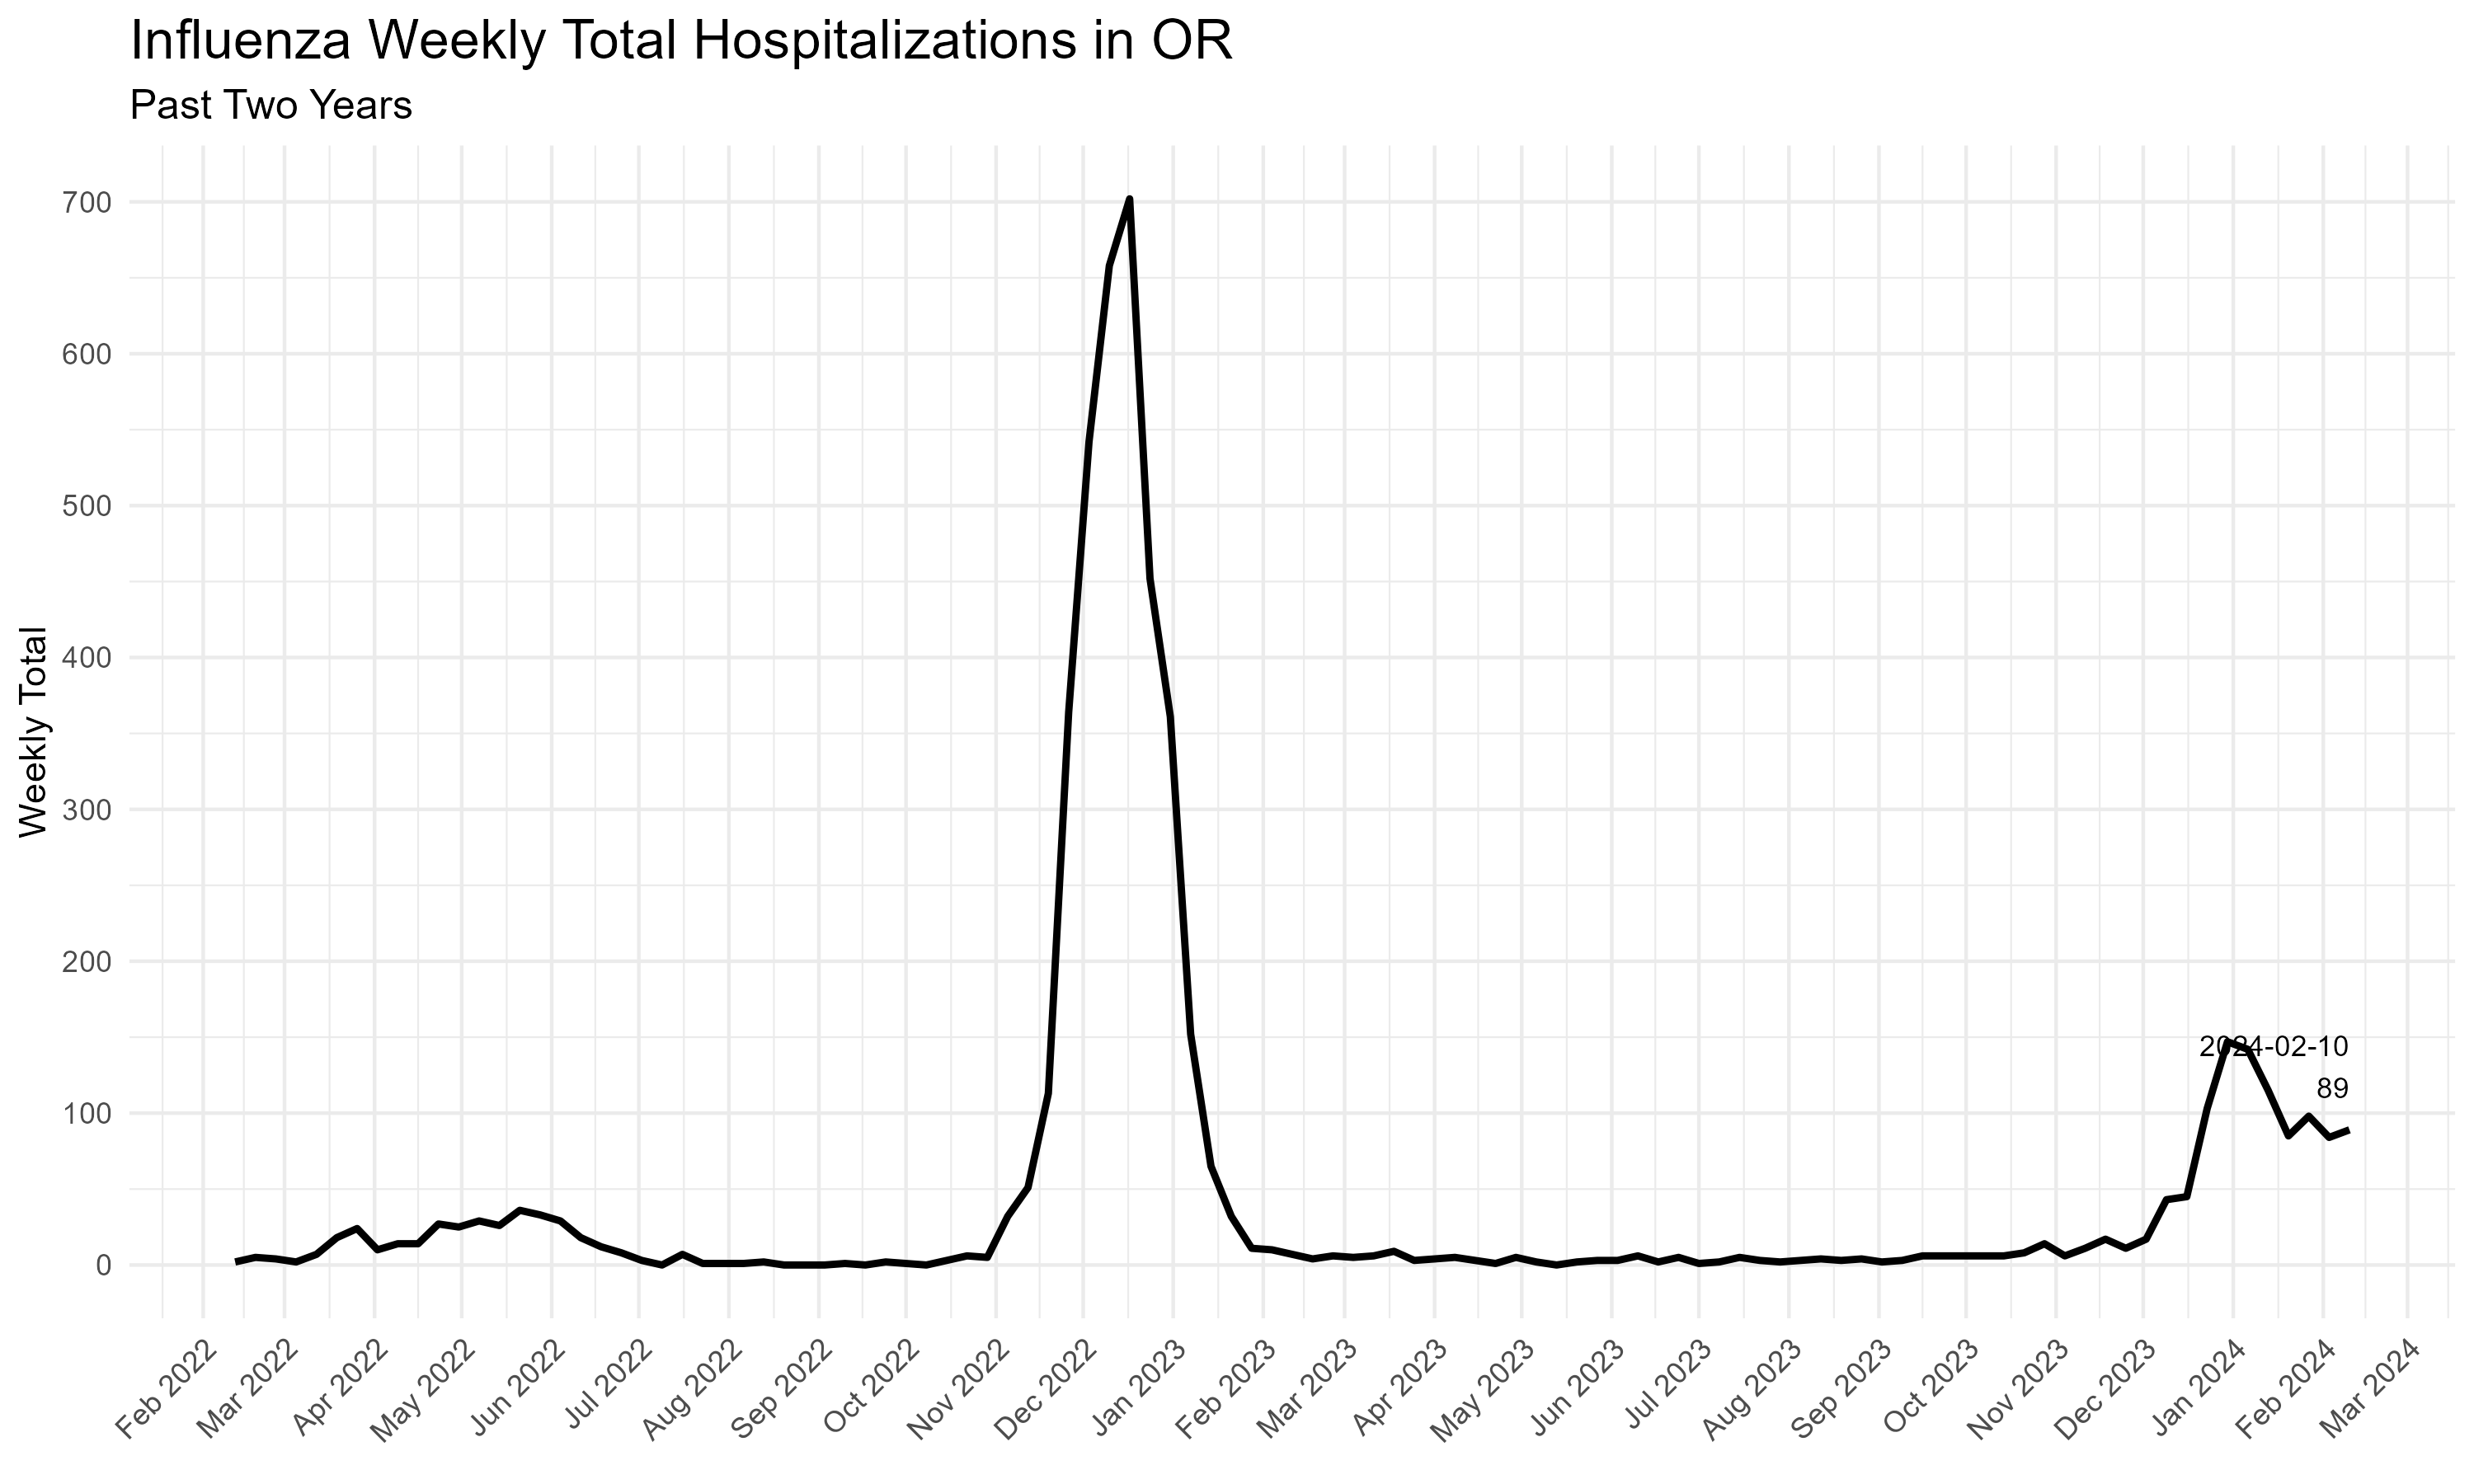 Influenza Weekly Total Hospitalizations in OR
Past Two Years
Weekly Total
700
600
500
400
300
200
100
0
2024-02-10
89
Feb 2022
Mar 2022
Apr 2022
May 2022
Jun 2022
Jul 2022
Aug 2022
Sep 2022
Oct 2022
Nov 2022
Dec 2022
Jan 2023
Feb 2023
Mar 2023
Apr 2023
May 2023
Jun 2023
Jul 2023
Aug 2023
Sep 2023
Oct 2023
Nov 2023
Dec 2023
Jan 2024
Feb 2024
Mar 2024